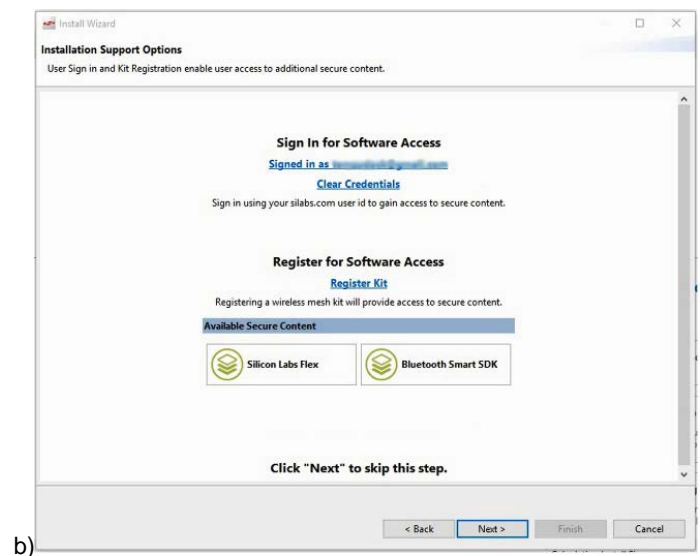 Install Wizard
Installation Support Options
User Sign in and Kit Registration enable user access to additional secure content.
Sign In for Software Access
Signed in as
Clear Credentials
Sign in using your silabs.com user id to gain access to secure content.
Register for Software Access
Register Kit
Registering a wireless mesh kit will provide access to secure content.
Available Secure Content
Silicon Labs Flex
Bluetooth Smart SDK
Click "Next" to skip this step.
< Back
Next >
Finish
Cancel
b)